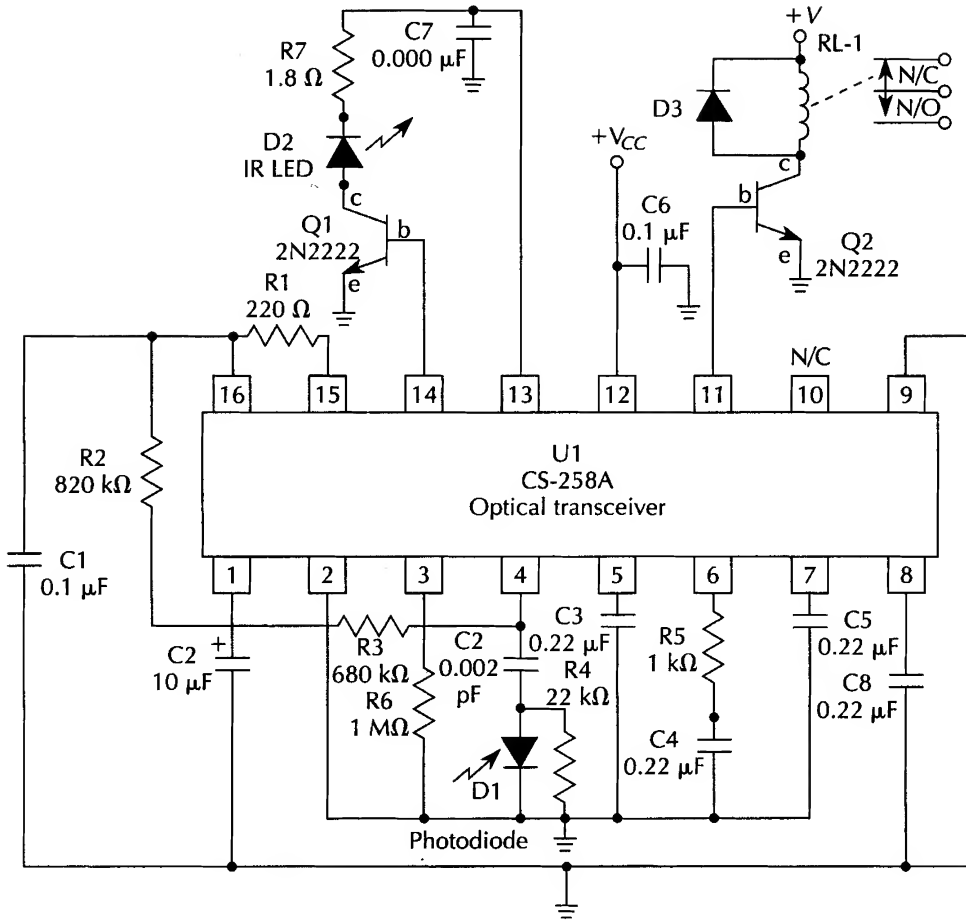 C7
0.000 µF
R7
1.8 Ω
D2
IR LED
c
Q1
2N2222
b
e
R1
220 Ω
+V
RL-1
N/C
N/O
D3
+VCC
C6
0.1 µF
c
b
e
Q2
2N2222
N/C
16
15
14
13
12
11
10
9
U1
CS-258A
Optical transceiver
R2
820 kΩ
C1
0.1 µF
1
2
3
4
5
6
7
8
C2
10 µF
+
R3
680 kΩ
R6
1 MΩ
C2
0.002
pF
C3
0.22 µF
R4
22 kΩ
R5
1 kΩ
C4
0.22 µF
C5
0.22 µF
C8
0.22 µF
D1
Photodiode